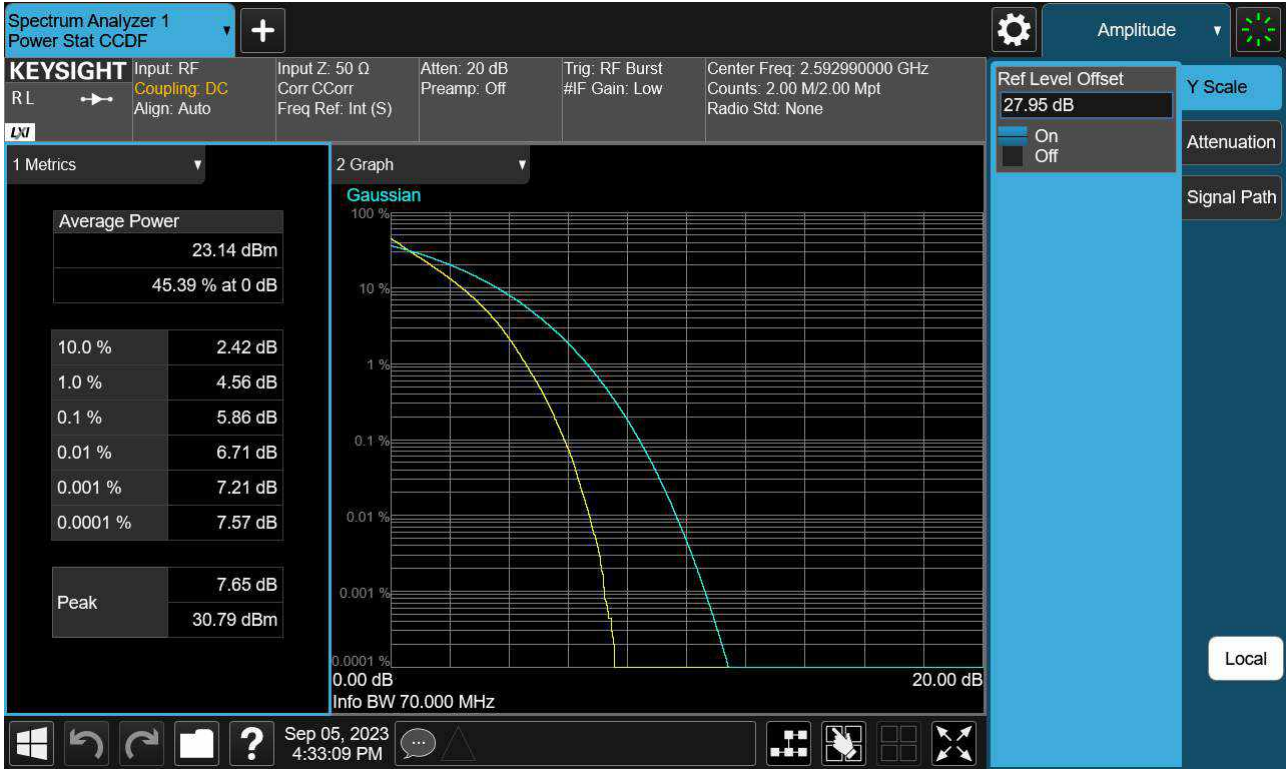 Spectrum Analyzer 1
Power Stat CCDF
Amplitude
KEYSIGHT
R L
LXI
Input: RF
Coupling: DC
Align: Auto
Input Z: 50 Ω
Corr CCorr
Freq Ref: Int (S)
Atten: 20 dB
Preamp: Off
Trig: RF Burst
#IF Gain: Low
Center Freq: 2.592990000 GHz
Counts: 2.00 M/2.00 Mpt
Radio Std: None
Ref Level Offset
27.95 dB
On
Off
Y Scale
Attenuation
Signal Path
Local
1 Metrics
Average Power
23.14 dBm
45.39 % at 0 dB
10.0 % 2.42 dB
1.0 % 4.56 dB
0.1 % 5.86 dB
0.01 % 6.71 dB
0.001 % 7.21 dB
0.0001 % 7.57 dB
Peak 7.65 dB
30.79 dBm
2 Graph
Gaussian
100 %
10 %
1 %
0.1 %
0.01 %
0.001 %
0.0001 %
0.00 dB 20.00 dB
Info BW 70.000 MHz
?
Sep 05, 2023
4:33:09 PM